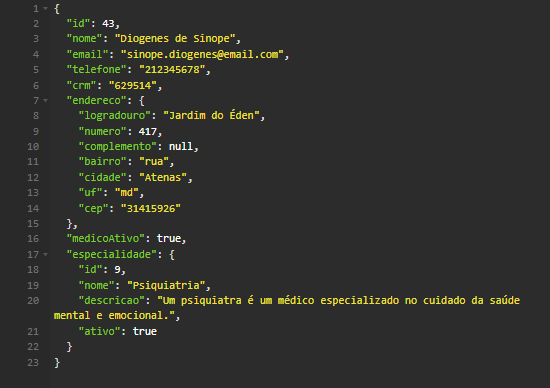 1 {
2 "id": 43,
3 "nome": "Diogenes de Sinope",
4 "email": "sinope.diogenes@email.com",
5 "telefone": "212345678",
6 "crm": "629514",
7 "endereco": {
8 "logradouro": "Jardim do Éden",
9 "numero": 417,
10 "complemento": null,
11 "bairro": "rua",
12 "cidade": "Atenas",
13 "uf": "md",
14 "cep": "31415926"
15 },
16 "medicoAtivo": true,
17 "especialidade": {
18 "id": 9,
19 "nome": "Psiquiatria",
20 "descricao": "Um psiquiatra é um médico especializado no cuidado da saúde
mental e emocional.",
21 "ativo": true
22 }
23 }